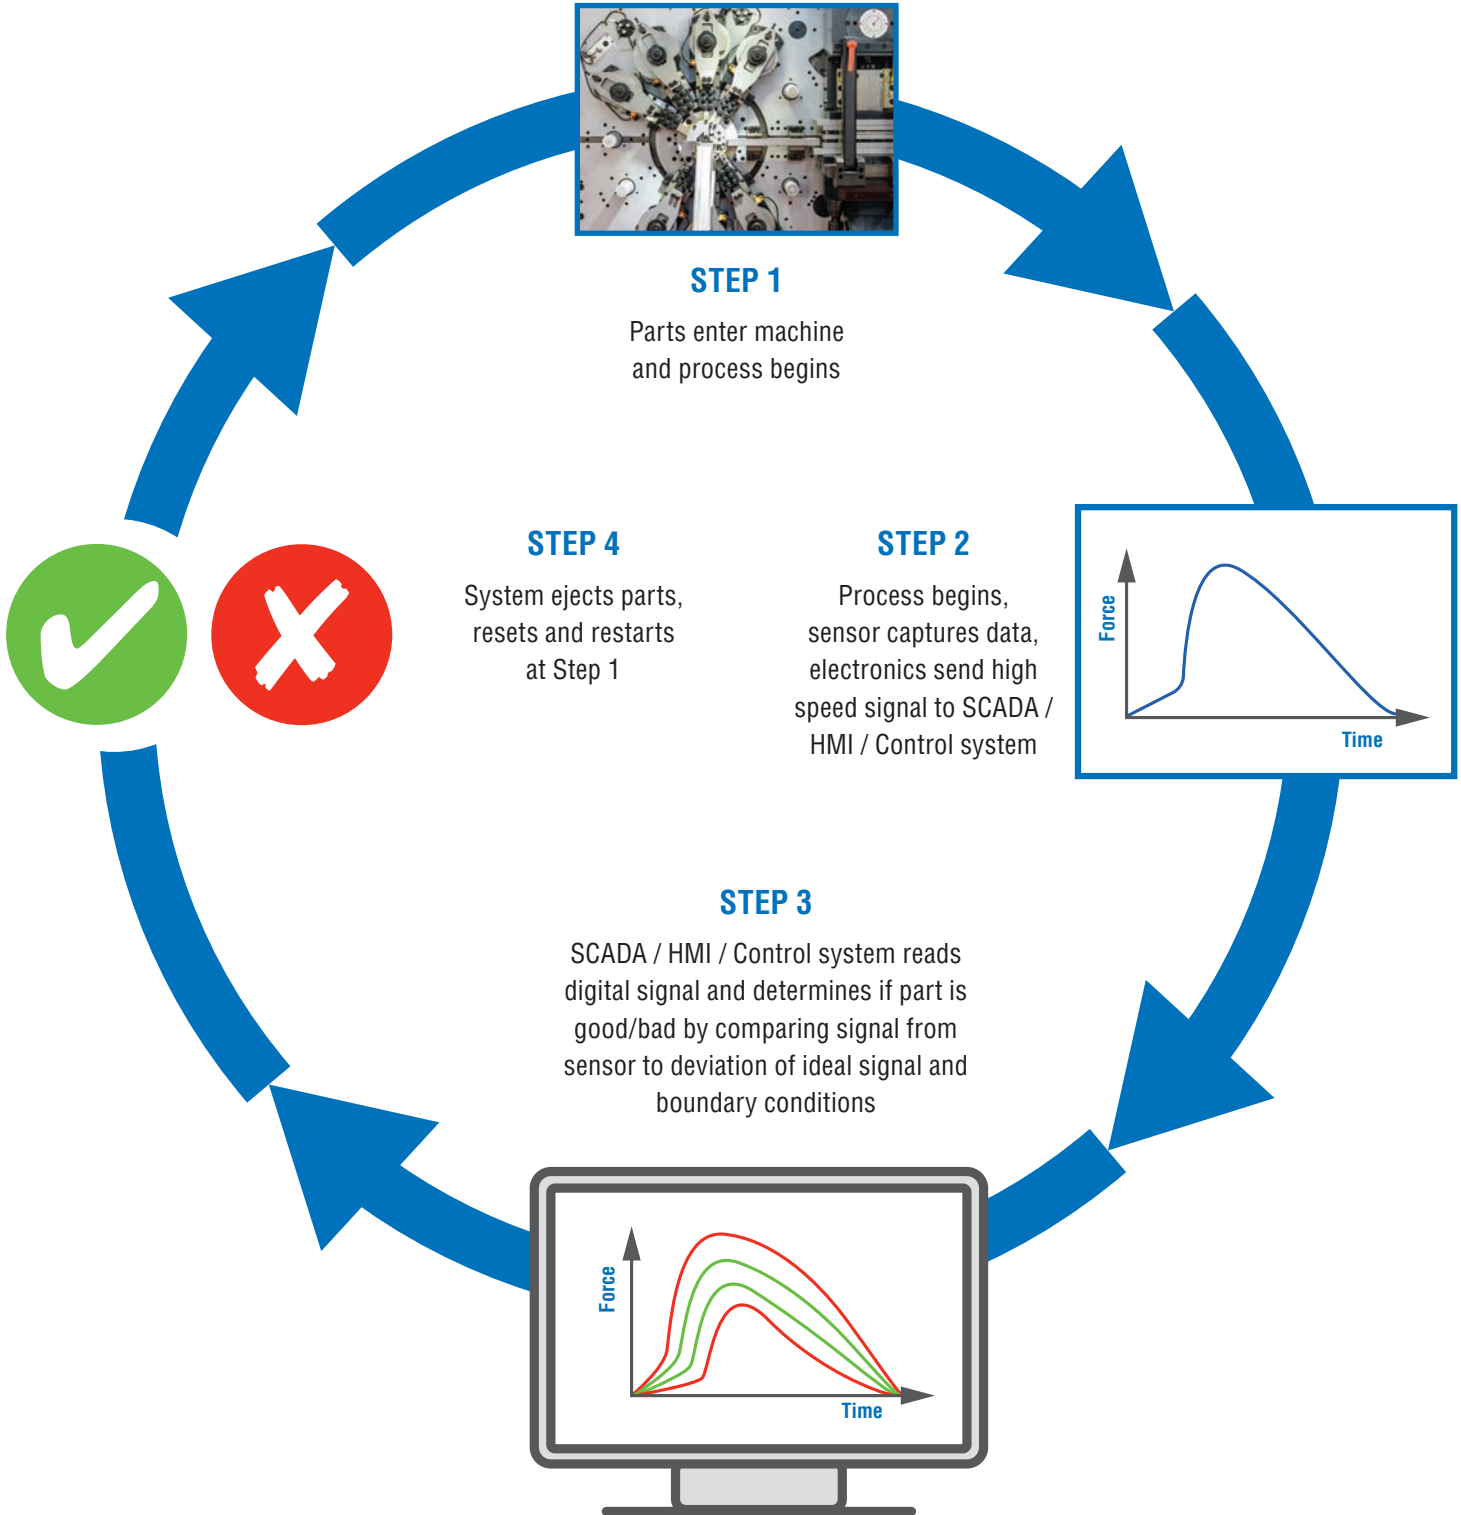 STEP 1
Parts enter machine
and process begins
STEP 2
Process begins,
sensor captures data,
electronics send high
speed signal to SCADA /
HMI / Control system
Force
Time
STEP 3
SCADA / HMI / Control system reads
digital signal and determines if part is
good/bad by comparing signal from
sensor to deviation of ideal signal and
boundary conditions
Force
Time
STEP 4
System ejects parts,
resets and restarts
at Step 1